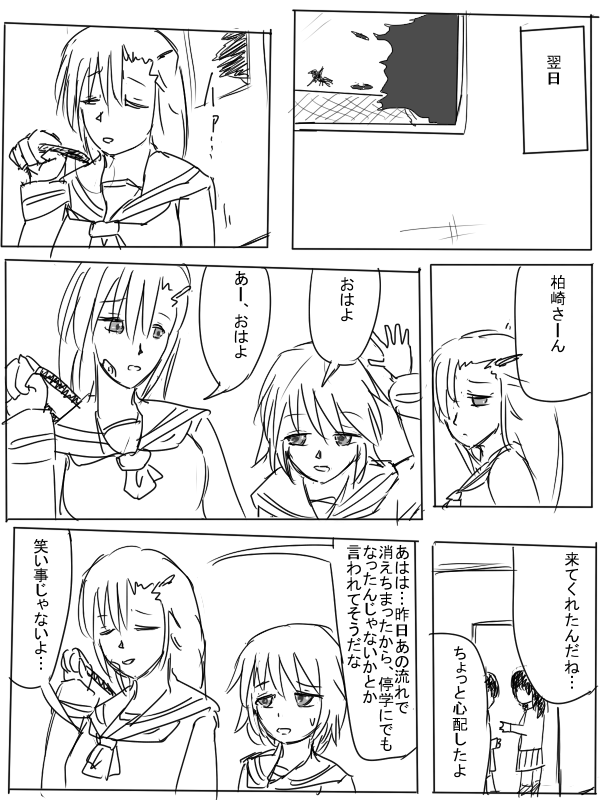 翌日
はぁ…
柏崎さーん
おはよ
あー、おはよ
来てくれたんだね…
ちょっと心配したよ
あはは…昨日あの流れで
消えちまったから、停学にでも
なったんじゃないかとか
言われてそうだな
笑い事じゃないよ…